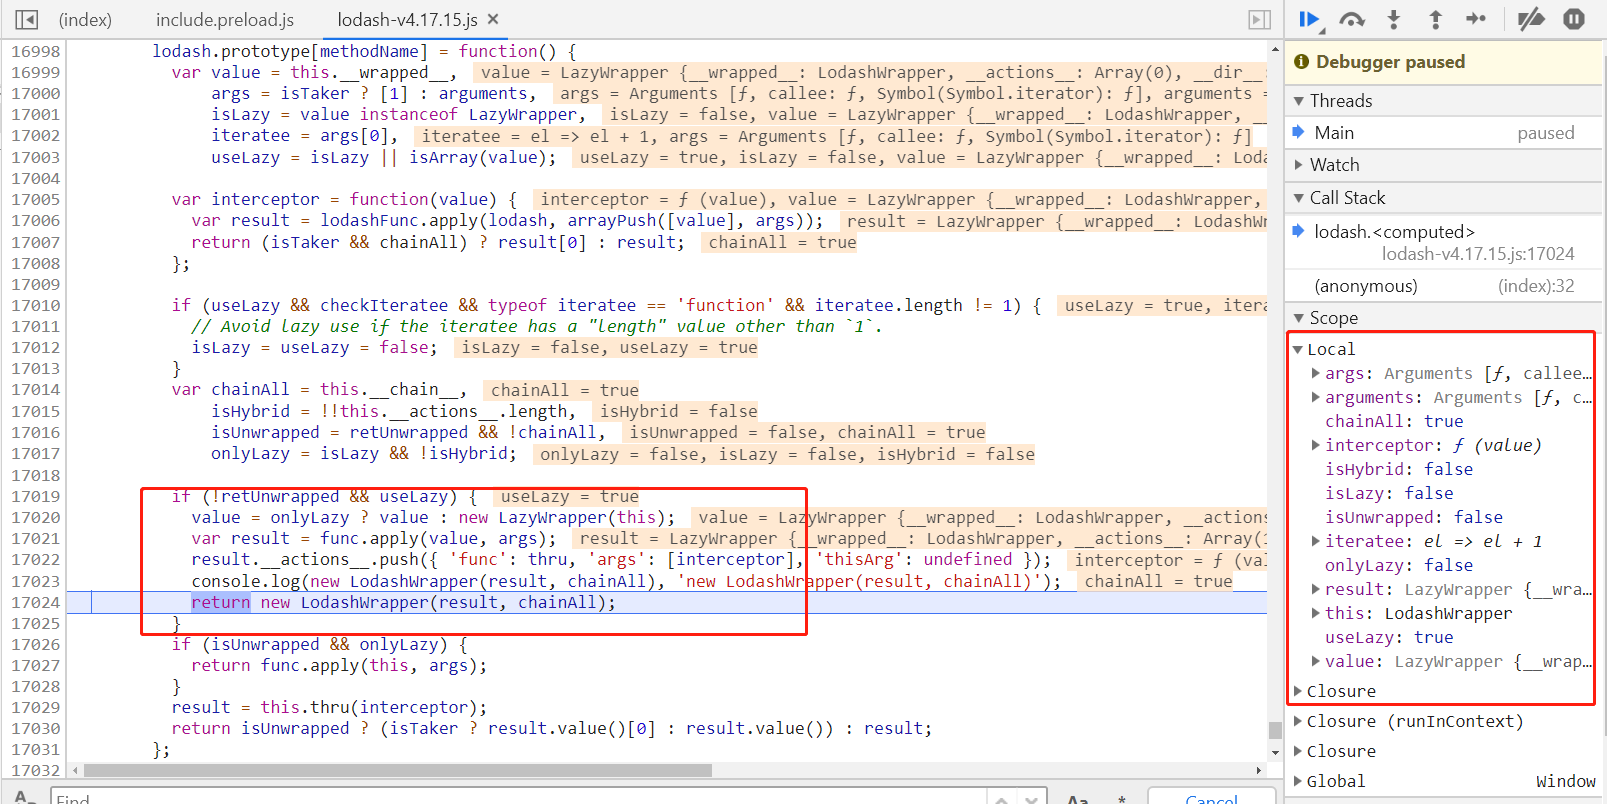 (index) include.preload.js lodash-v4.17.15.js ×
16998 lodash.prototype[methodName] = function() {
16999 var value = this.__wrapped__, value = LazyWrapper {__wrapped__: LodashWrapper, __actions__: Array(0), __dir__:
17000 args = isTaker ? [1] : arguments, args = Arguments [ƒ, callee: ƒ, Symbol(Symbol.iterator): ƒ], arguments =
17001 isLazy = value instanceof LazyWrapper, isLazy = false, value = LazyWrapper {__wrapped__: LodashWrapper, _
17002 iteratee = args[0], iteratee = el => el + 1, args = Arguments [ƒ, callee: ƒ, Symbol(Symbol.iterator): ƒ]
17003 useLazy = isLazy || isArray(value); useLazy = true, isLazy = false, value = LazyWrapper {__wrapped__: Loda
17004
17005 var interceptor = function(value) { interceptor = ƒ (value), value = LazyWrapper {__wrapped__: LodashWrapper,
17006 var result = lodashFunc.apply(lodash, arrayPush([value], args)); result = LazyWrapper {__wrapped__: LodashWr
17007 return (isTaker && chainAll) ? result[0] : result; chainAll = true
17008 };
17009
17010 if (useLazy && checkIteratee && typeof iteratee == 'function' && iteratee.length != 1) { useLazy = true, itera
17011 // Avoid lazy use if the iteratee has a "length" value other than `1`.
17012 isLazy = useLazy = false; isLazy = false, useLazy = true
17013 }
17014 var chainAll = this.__chain__, chainAll = true
17015 isHybrid = !!this.__actions__.length, isHybrid = false
17016 isUnwrapped = retUnwrapped && !chainAll, isUnwrapped = false, chainAll = true
17017 onlyLazy = isLazy && !isHybrid; onlyLazy = false, isLazy = false, isHybrid = false
17018
17019 if (!retUnwrapped && useLazy) { useLazy = true
17020 value = onlyLazy ? value : new LazyWrapper(this); value = LazyWrapper {__wrapped__: LodashWrapper, __actions
17021 var result = func.apply(value, args); result = LazyWrapper {__wrapped__: LodashWrapper, __actions__: Array(1
17022 result.__actions__.push({ 'func': thru, 'args': [interceptor], 'thisArg': undefined }); interceptor = ƒ (val
17023 console.log(new LodashWrapper(result, chainAll), 'new LodashWrapper(result, chainAll)'); chainAll = true
17024 return new LodashWrapper(result, chainAll);
17025 }
17026 if (isUnwrapped && onlyLazy) {
17027 return func.apply(this, args);
17028 }
17029 result = this.thru(interceptor);
17030 return isUnwrapped ? (isTaker ? result.value()[0] : result.value()) : result;
17031 };
17032
Find
Aa .* Cancel
Debugger paused
Threads
Main paused
Watch
Call Stack
lodash.<computed>
lodash-v4.17.15.js:17024
(anonymous) (index):32
Scope
Local
args: Arguments [ƒ, callee…
arguments: Arguments [ƒ, c…
chainAll: true
interceptor: ƒ (value)
isHybrid: false
isLazy: false
isUnwrapped: false
iteratee: el => el + 1
onlyLazy: false
result: LazyWrapper {__wra…
this: LodashWrapper
useLazy: true
value: LazyWrapper {__wrap…
Closure
Closure (runInContext)
Closure
Global Window